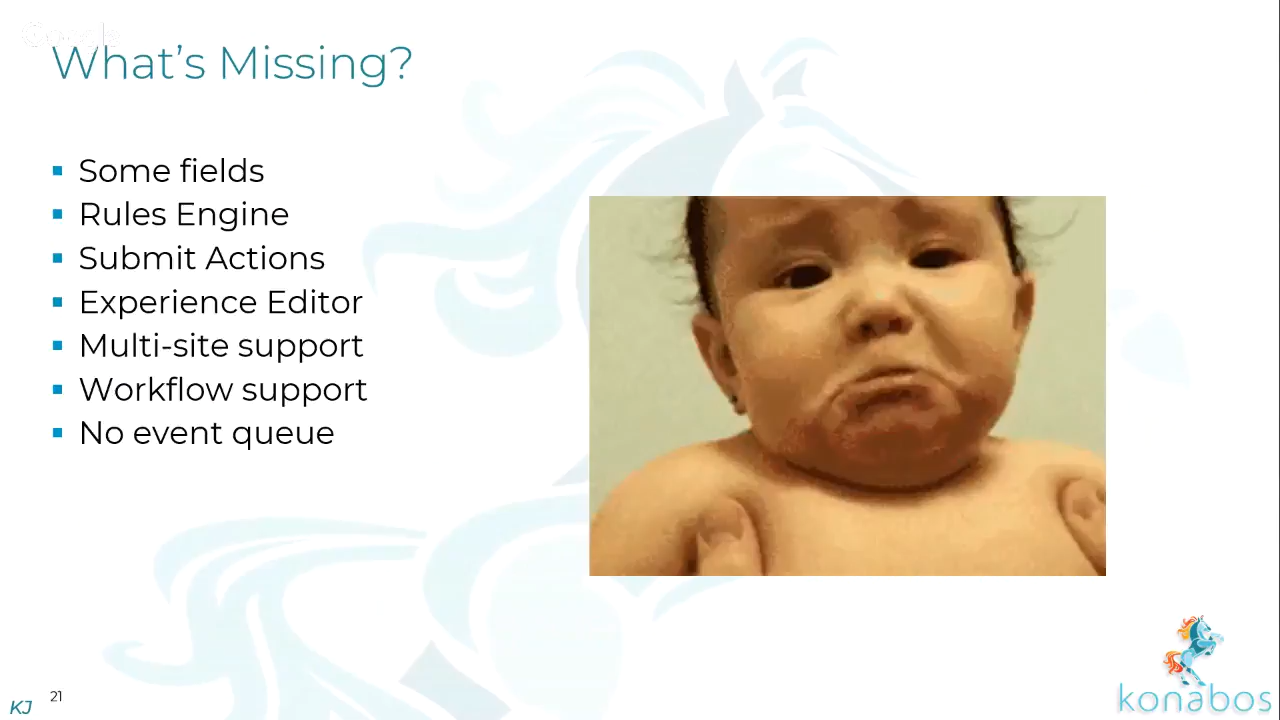 Google
What's Missing?
Some fields
Rules Engine
Submit Actions
Experience Editor
Multi-site support
Workflow support
No event queue
KJ
21
konabos